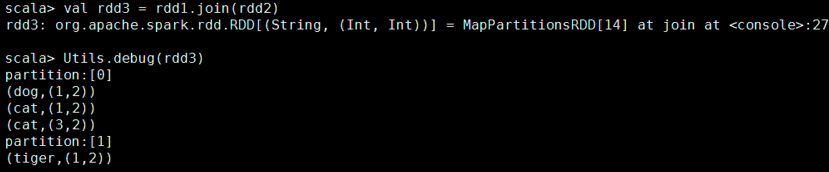 scala> val rdd3 = rdd1.join(rdd2)
rdd3: org.apache.spark.rdd.RDD[(String, (Int, Int))] = MapPartitionsRDD[14] at join at <console>:27
scala> Utils.debug(rdd3)
partition:[0]
(dog,(1,2))
(cat,(1,2))
(cat,(3,2))
partition:[1]
(tiger,(1,2))